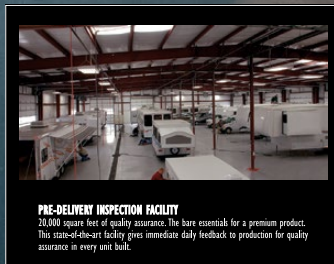 PRE-DELIVERY INSPECTION FACILITY
20,000 square feet of quality assurance. The bare essentials for a premium product.
This state-of-the-art facility gives immediate daily feedback to production for quality
assurance in every unit built.